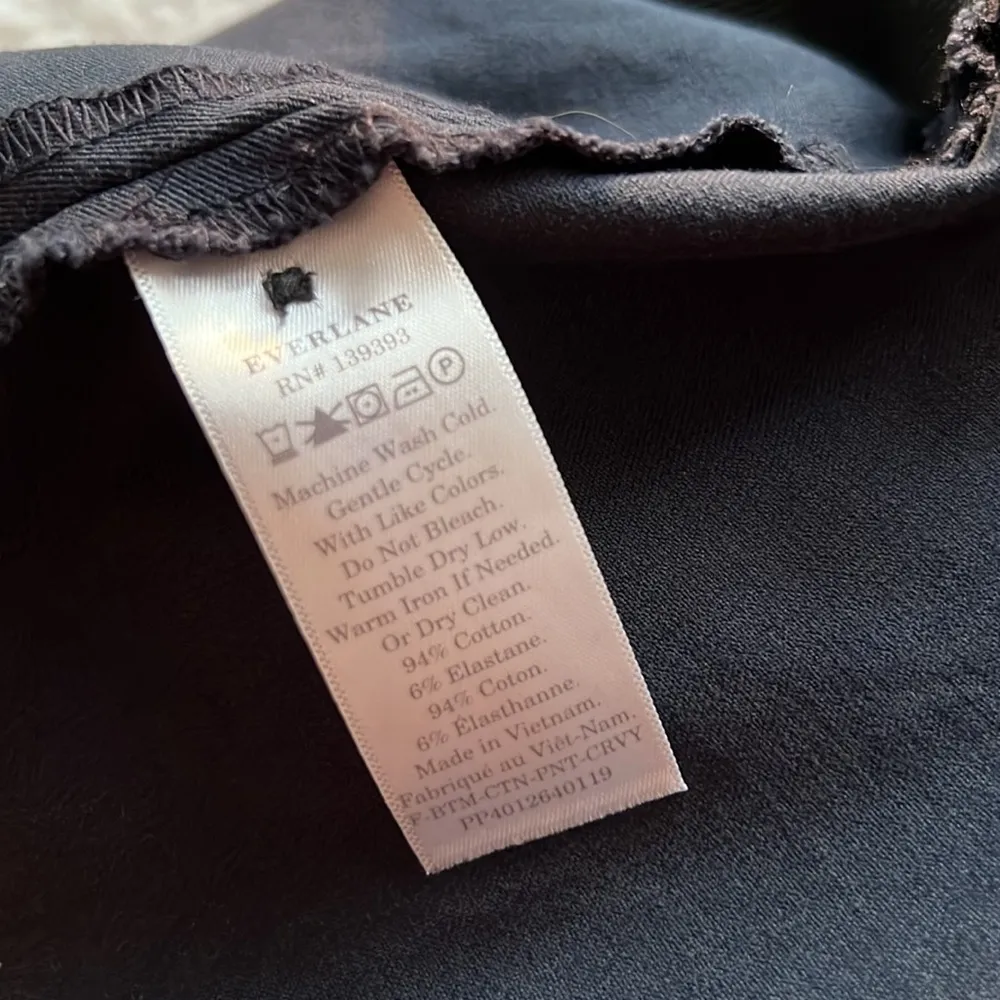 EVERLANE
RN# 139393
P
Machine Wash Cold.
Gentle Cycle.
With Like Colors.
Do Not Bleach.
Tumble Dry Low.
Warm Iron If Needed.
Or Dry Clean.
94% Cotton.
6% Elastane.
94% Coton.
6% Élasthanne.
Made in Vietnam.
Fabriqué au Viêt-Nam.
F-BTM-CTN-PNT-CRVY
PP4012640119